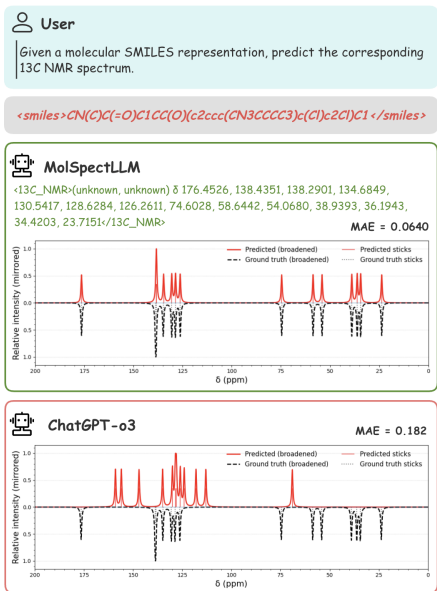 User
Given a molecular SMILES representation, predict the corresponding
13C NMR spectrum.
<smiles>CN(C)C(=O)C1CC(O)(c2ccc(CN3CCCC3)c(Cl)c2Cl)C1</smiles>
MolSpectLLM
<13C_NMR>(unknown, unknown) δ 176.4526, 138.4351, 138.2901, 134.6849,
130.5417, 128.6284, 126.2611, 74.6028, 58.6442, 54.0680, 38.9393, 36.1943,
34.4203, 23.7151</13C_NMR>
MAE = 0.0640
Predicted (broadened)
Ground truth (broadened)
Predicted sticks
Ground truth sticks
Relative intensity (mirrored)
1.0
0.5
0.0
0.5
1.0
200 175 150 125 100 75 50 25 0
δ (ppm)
ChatGPT-o3
MAE = 0.182
Predicted (broadened)
Ground truth (broadened)
Predicted sticks
Ground truth sticks
Relative intensity (mirrored)
1.0
0.5
0.0
0.5
1.0
200 175 150 125 100 75 50 25 0
δ (ppm)